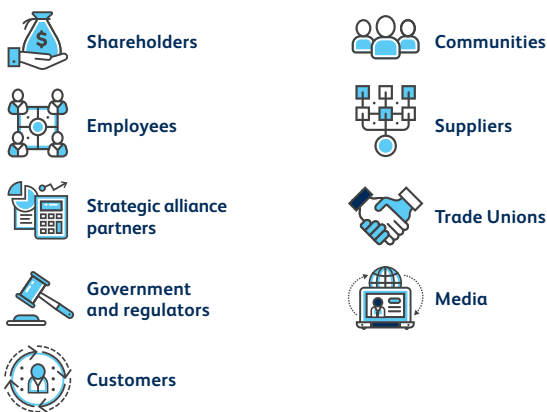 Shareholders
Employees
Strategic alliance
partners
Government
and regulators
Customers
Communities
Suppliers
Trade Unions
Media